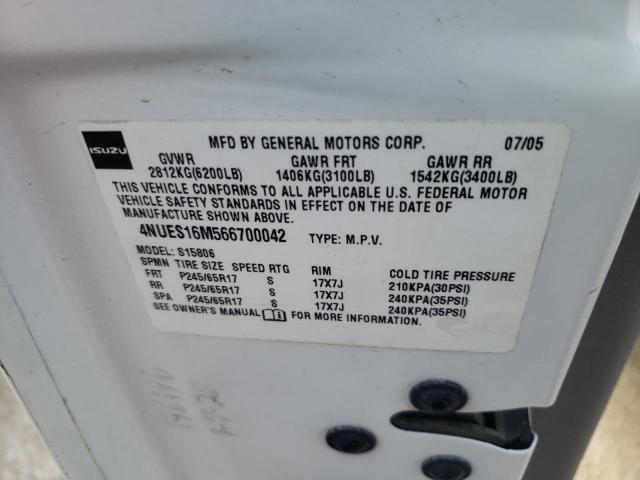 ISUZU
MFD BY GENERAL MOTORS CORP. 07/05
GVWR GAWR FRT GAWR RR
2812KG(6200LB) 1406KG(3100LB) 1542KG(3400LB)
THIS VEHICLE CONFORMS TO ALL APPLICABLE U.S. FEDERAL MOTOR
VEHICLE SAFETY STANDARDS IN EFFECT ON THE DATE OF
MANUFACTURE SHOWN ABOVE.
4NUES16M566700042 TYPE: M.P.V.
MODEL: S15806
SPMN TIRE SIZE SPEED RTG RIM COLD TIRE PRESSURE
FRT P245/65R17 S 17X7J 210KPA(30PSI)
RR P245/65R17 S 17X7J 240KPA(35PSI)
SPA P245/65R17 S 17X7J 240KPA(35PSI)
SEE OWNER'S MANUAL FOR MORE INFORMATION.